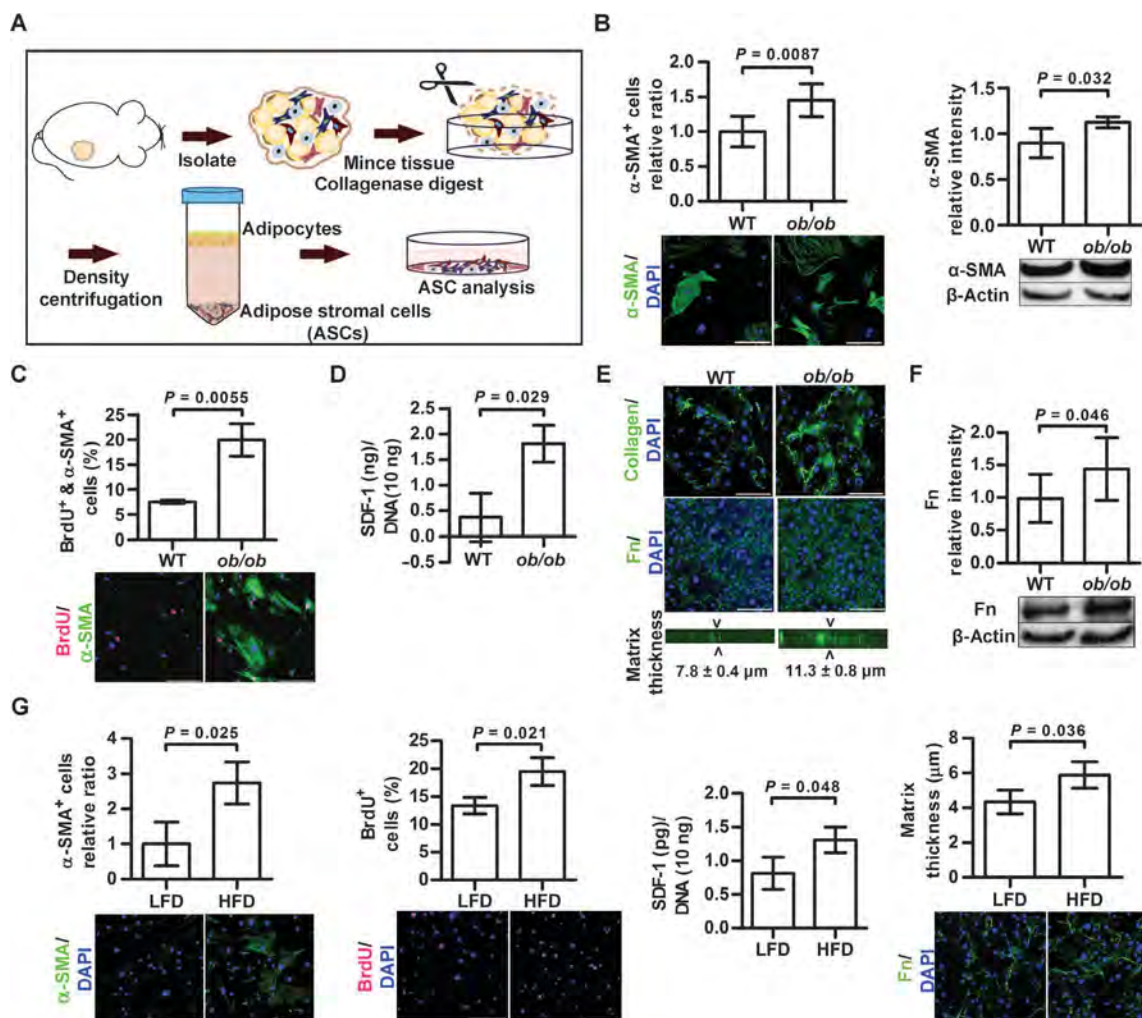 A
Isolate
Mince tissue
Collagenase digest
Density
centrifugation
Adipocytes
Adipose stromal cells
(ASCs)
ASC analysis
B
α-SMA⁺ cells
relative ratio
2.0
1.5
1.0
0.5
0.0
P = 0.0087
WT
ob/ob
α-SMA/
DAPI
α-SMA
relative intensity
1.5
1.0
0.5
0.0
P = 0.032
WT
ob/ob
α-SMA
β-Actin
C
BrdU⁺ & α-SMA⁺
cells (%)
25
20
15
10
5
0
P = 0.0055
WT
ob/ob
BrdU/
α-SMA
D
SDF-1 (ng)/
DNA(10 ng)
2.5
2.0
1.5
1.0
0.5
0.0
–0.5
P = 0.029
WT
ob/ob
E
WT
ob/ob
Collagen/
DAPI
Fn/
DAPI
Matrix
thickness
7.8 ± 0.4 μm
11.3 ± 0.8 μm
F
Fn
relative intensity
2.0
1.5
1.0
0.5
0.0
P = 0.046
WT
ob/ob
Fn
β-Actin
G
α-SMA⁺ cells
relative ratio
4
3
2
1
0
P = 0.025
LFD
HFD
α-SMA/
DAPI
BrdU⁺
cells (%)
25
20
15
10
5
0
P = 0.021
LFD
HFD
BrdU/
DAPI
SDF-1 (pg)/
DNA (10 ng)
2.0
1.5
1.0
0.5
0.0
P = 0.048
LFD
HFD
Matrix
thickness (μm)
8
6
4
2
0
P = 0.036
LFD
HFD
Fn/
DAPI